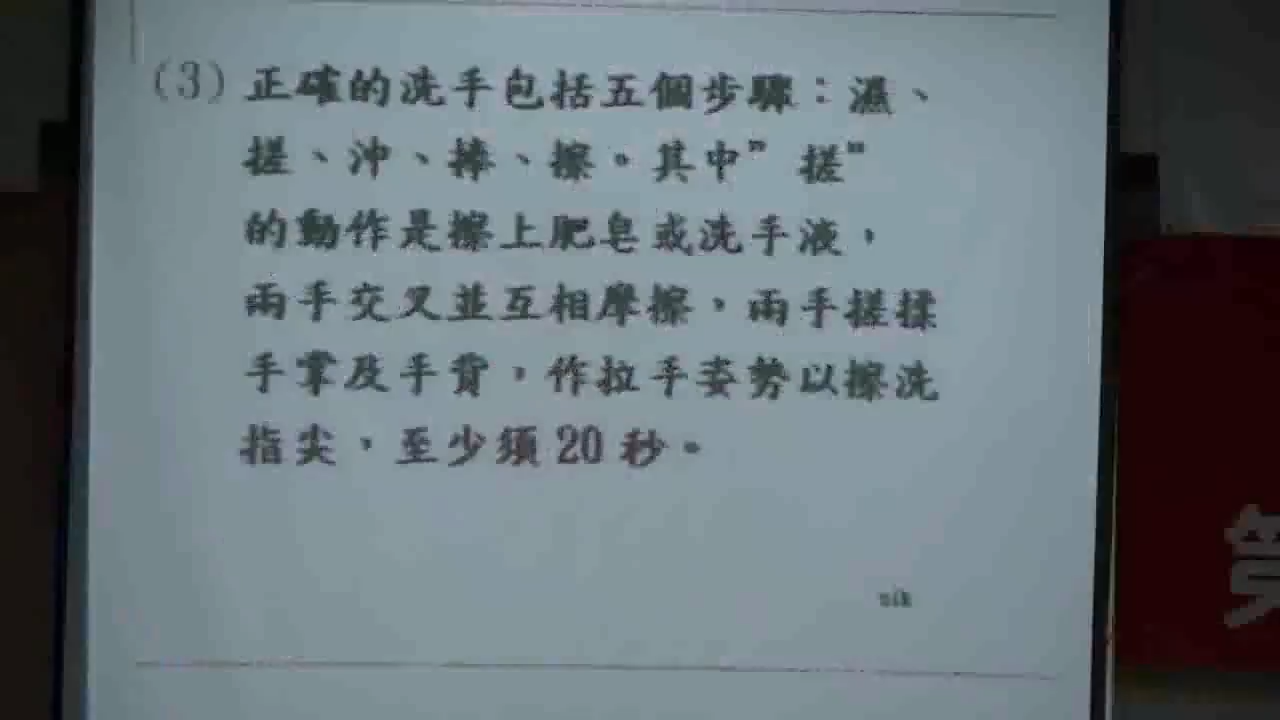 (3) 正確的洗手包括五個步驟：濕、
搓、沖、捧、擦。其中”搓”
的動作是擦上肥皂或洗手液，
兩手交叉並互相摩擦，兩手搓揉
手掌及手背，作拉手姿勢以擦洗
指尖，至少須 20 秒。